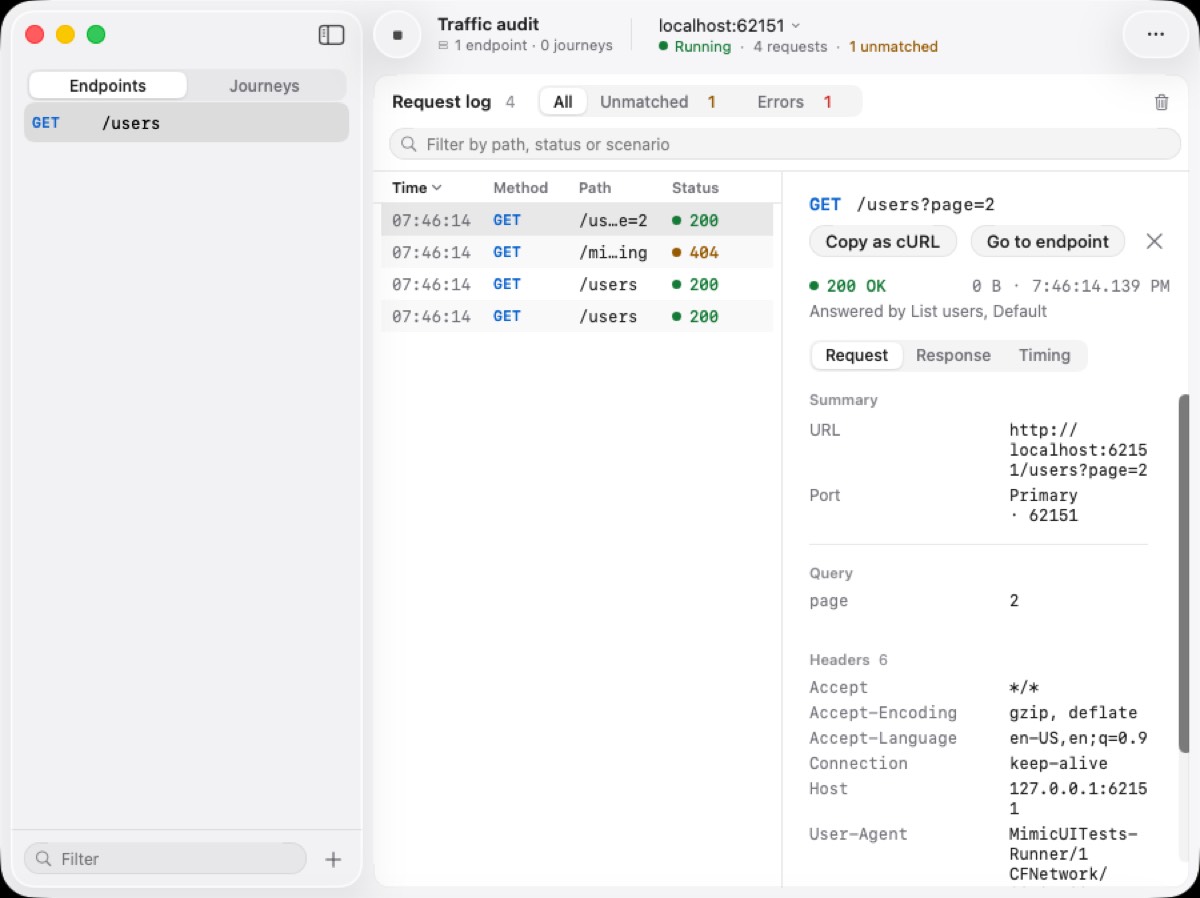 Traffic audit
1 endpoint · 0 journeys
localhost:62151
Running · 4 requests · 1 unmatched
Endpoints Journeys
GET /users
Filter
Request log 4 All Unmatched 1 Errors 1
Filter by path, status or scenario
Time Method Path Status
07:46:14 GET /us…e=2 200
07:46:14 GET /mi…ing 404
07:46:14 GET /users 200
07:46:14 GET /users 200
GET /users?page=2
Copy as cURL Go to endpoint
200 OK 0 B · 7:46:14.139 PM
Answered by List users, Default
Request Response Timing
Summary
URL http://
localhost:6215
1/users?page=2
Port Primary
· 62151
Query
page 2
Headers 6
Accept */*
Accept-Encoding gzip, deflate
Accept-Language en-US,en;q=0.9
Connection keep-alive
Host 127.0.0.1:6215
1
User-Agent MimicUITests-
Runner/1
CFNetwork/